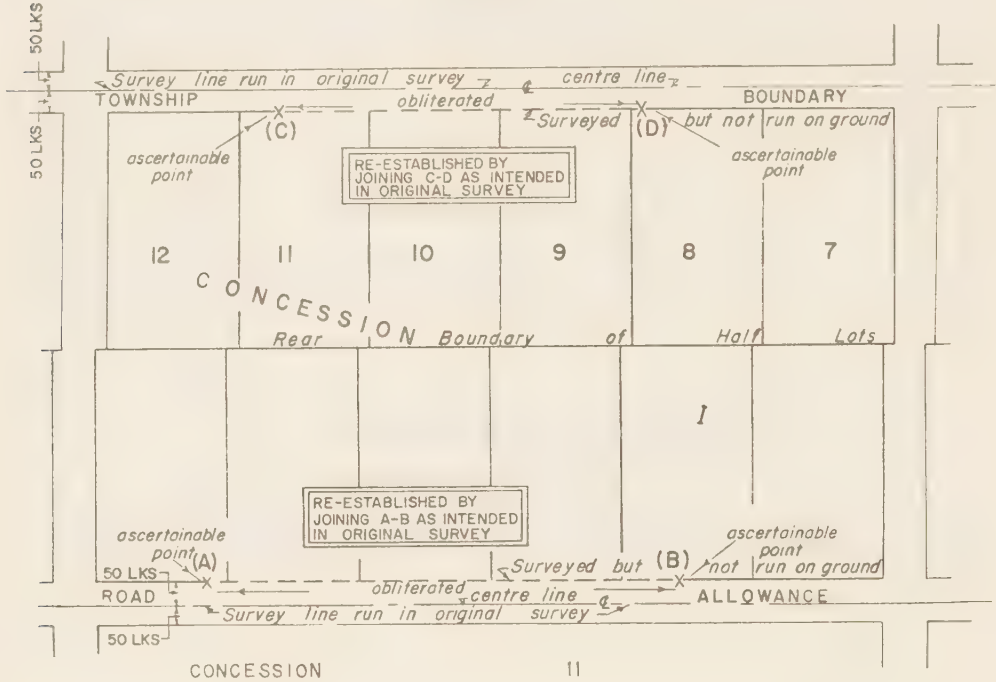 50 LKS
50 LKS
Survey line run in original survey centre line ℄
TOWNSHIP
obliterated
BOUNDARY
(C)
Surveyed
(D)
but not run on ground
ascertainable
point
ascertainable
point
RE-ESTABLISHED BY
JOINING C-D AS INTENDED
IN ORIGINAL SURVEY
12
11
10
9
8
7
CONCESSION
Rear Boundary of Half Lots
I
RE-ESTABLISHED BY
JOINING A-B AS INTENDED
IN ORIGINAL SURVEY
ascertainable
point
(A)
ascertainable
point
(B)
Surveyed but not run on ground
50 LKS
obliterated
ROAD
centre line ℄
ALLOWANCE
Survey line run in original survey
50 LKS
CONCESSION 11